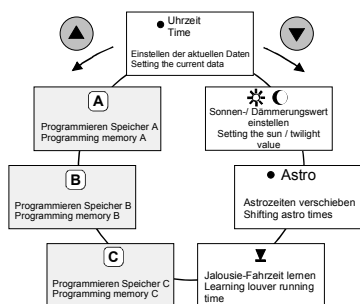 Uhrzeit
Time
Einstellen der aktuellen Daten
Setting the current data
A
Programmieren Speicher A
Programming memory A
Sonnen-/ Dämmerungswert
einstellen
Setting the sun / twilight
value
B
Programmieren Speicher B
Programming memory B
Astro
Astrozeiten verschieben
Shifting astro times
C
Programmieren Speicher C
Programming memory C
Jalousie-Fahrzeit lernen
Learning louver running
time